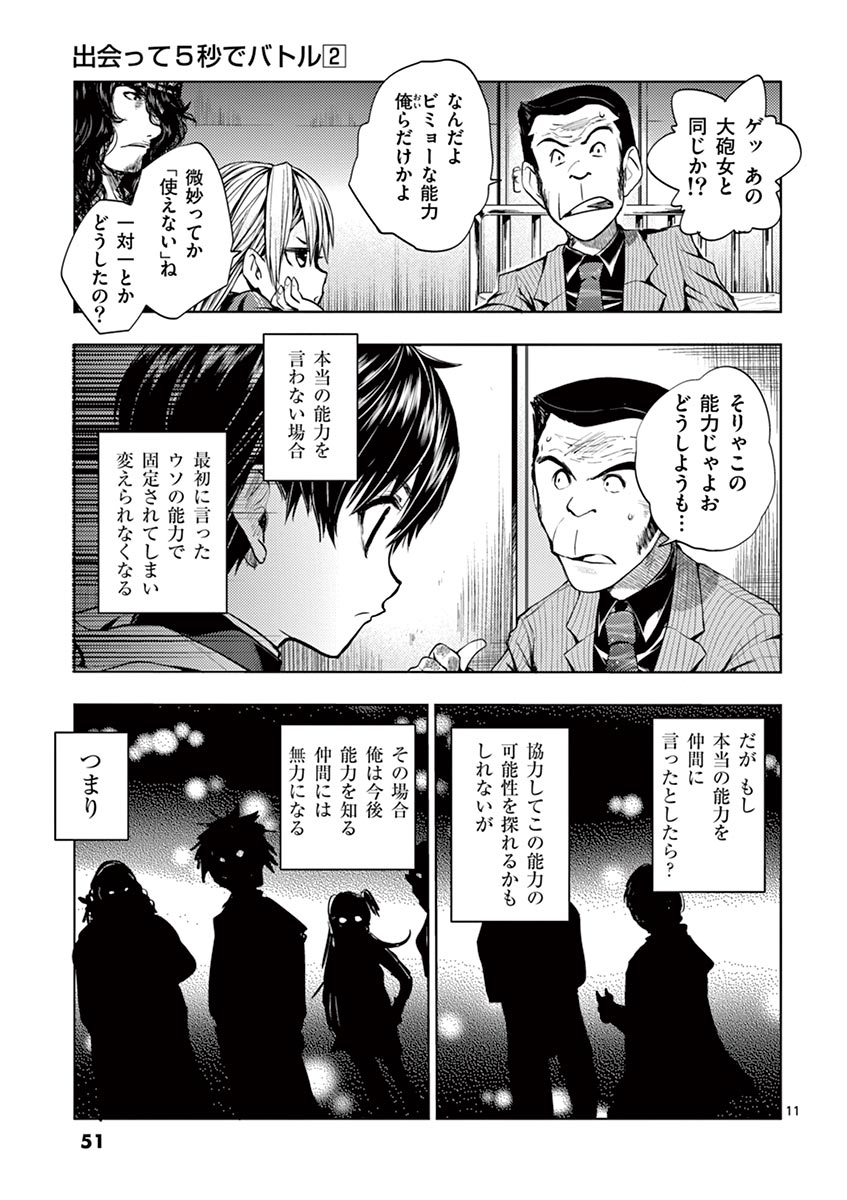 出会って5秒でバトル2
ゲッ あの
大砲女と
同じか!?
なんだよ
ビミョーな能力
俺らだけかよ
おい
微妙ってか
「使えない」ね
一対一とか
どうしたの?
そりゃこの
能力じゃよお
どうしようも…
本当の能力を
言わない場合
最初に言った
ウソの能力で
固定されてしまい
変えられなくなる
だが もし
本当の能力を
仲間に
言ったとしたら?
協力してこの能力の
可能性を探れるかも
しれないが
その場合
俺は今後
能力を知る
仲間には
無力になる
つまり
11
51